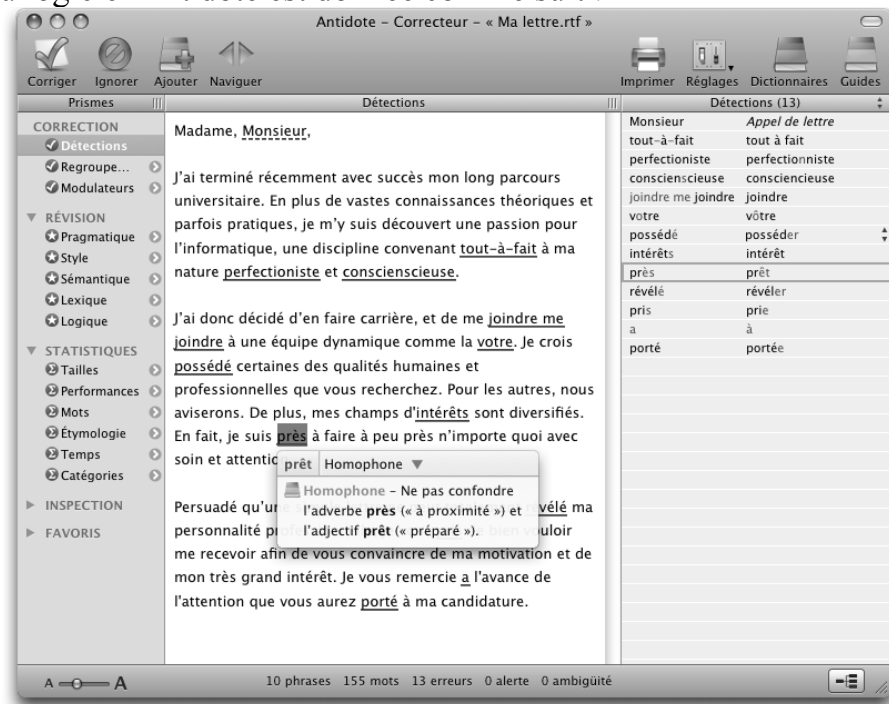 Antidote – Correcteur – « Ma lettre.rtf »
Corriger Ignorer Ajouter Naviguer Imprimer Réglages Dictionnaires Guides
Prismes Détections Détections (13)
CORRECTION
Détections
Regroupe...
Modulateurs
RÉVISION
Pragmatique
Style
Sémantique
Lexique
Logique
STATISTIQUES
Tailles
Performances
Mots
Étymologie
Temps
Catégories
INSPECTION
FAVORIS
Madame, Monsieur,
J'ai terminé récemment avec succès mon long parcours
universitaire. En plus de vastes connaissances théoriques et
parfois pratiques, je m'y suis découvert une passion pour
l'informatique, une discipline convenant tout-à-fait à ma
nature perfectioniste et consciensciseuse.
J'ai donc décidé d'en faire carrière, et de me joindre me
joindre à une équipe dynamique comme la votre. Je crois
possédé certaines des qualités humaines et
professionnelles que vous recherchez. Pour les autres, nous
aviserons. De plus, mes champs d'intérêts sont diversifiés.
En fait, je suis près à faire à peu près n'importe quoi avec
soin et
prêt Homophone ▼
Homophone – Ne pas confondre
l'adverbe près (« à proximité ») et
l'adjectif prêt (« préparé »).
Persuadé ma
personnalité
me recevoir afin de vous convaincre de ma motivation et de
mon très grand intérêt. Je vous remercie a l'avance de
l'attention que vous aurez porté à ma candidature.
Monsieur Appel de lettre
tout-à-fait tout à fait
perfectioniste perfectionniste
consciensciseuse consciencieuse
joindre me joindre joindre
votre vôtre
possédé posséder
intérêts intérêt
près prêt
révélé révéler
pris prie
a à
porté portée
A A 10 phrases 155 mots 13 erreurs 0 alerte 0 ambigüité